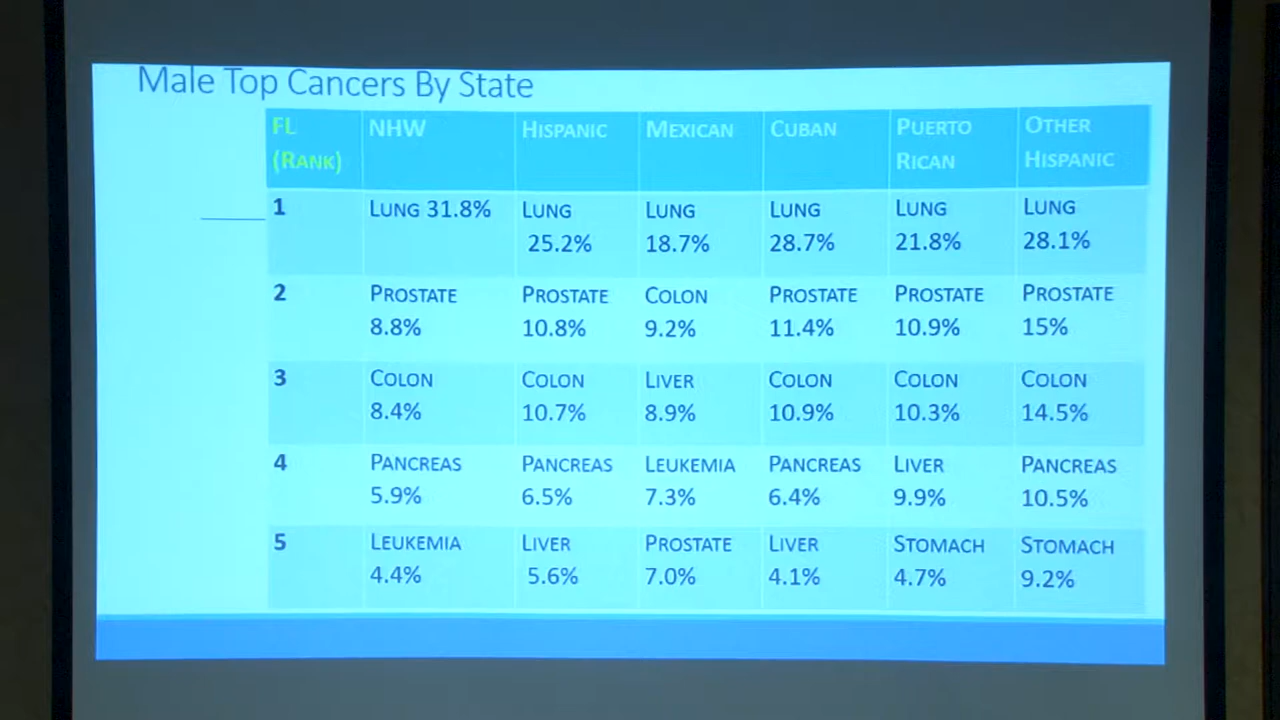 Male Top Cancers By State
FL (RANK) NHW HISPANIC MEXICAN CUBAN PUERTO RICAN OTHER HISPANIC
1 LUNG 31.8% LUNG 25.2% LUNG 18.7% LUNG 28.7% LUNG 21.8% LUNG 28.1%
2 PROSTATE 8.8% PROSTATE 10.8% COLON 9.2% PROSTATE 11.4% PROSTATE 10.9% PROSTATE 15%
3 COLON 8.4% COLON 10.7% LIVER 8.9% COLON 10.9% COLON 10.3% COLON 14.5%
4 PANCREAS 5.9% PANCREAS 6.5% LEUKEMIA 7.3% PANCREAS 6.4% LIVER 9.9% PANCREAS 10.5%
5 LEUKEMIA 4.4% LIVER 5.6% PROSTATE 7.0% LIVER 4.1% STOMACH 4.7% STOMACH 9.2%